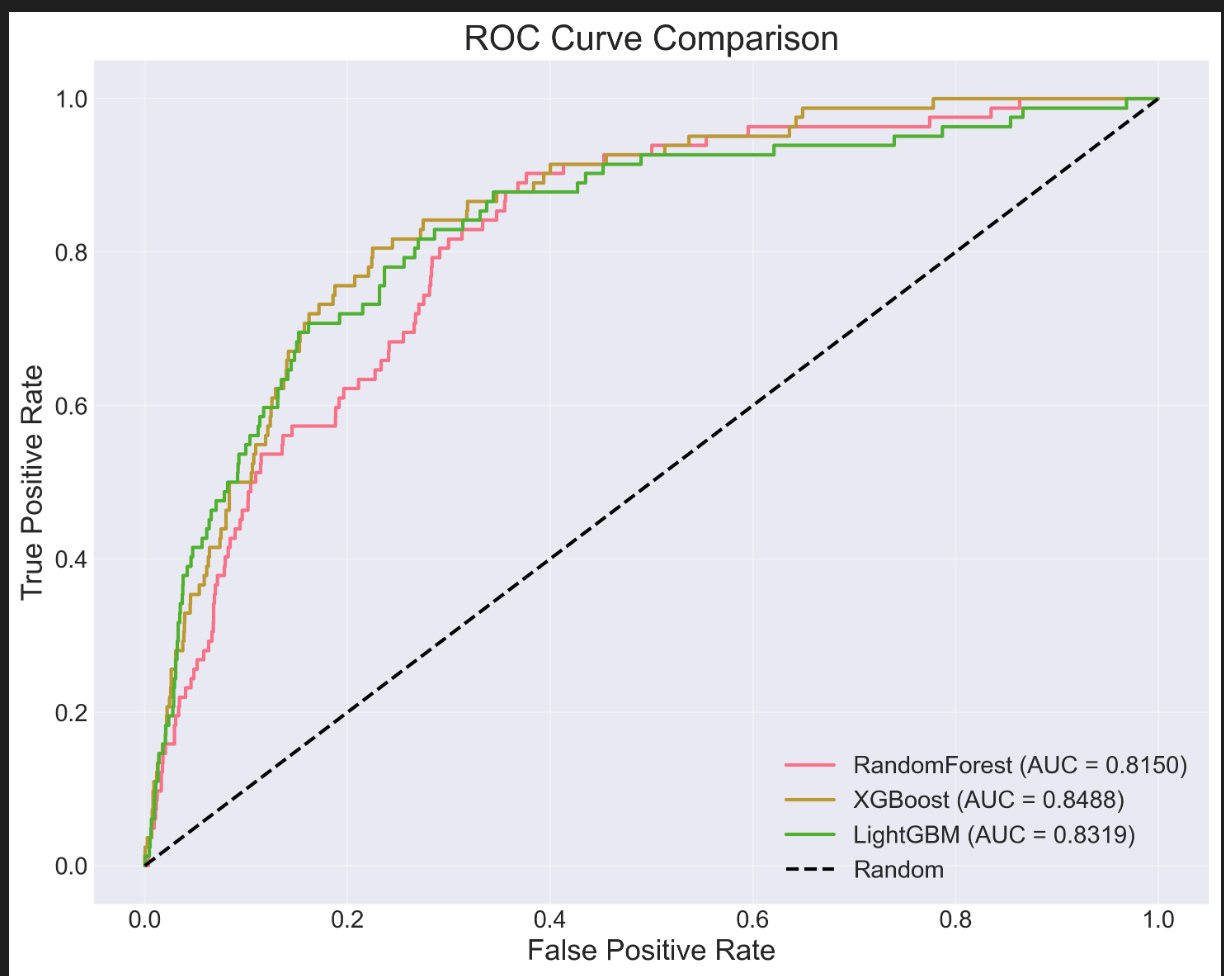 ROC Curve Comparison
True Positive Rate
1.0
0.8
0.6
0.4
0.2
0.0
RandomForest (AUC = 0.8150)
XGBoost (AUC = 0.8488)
LightGBM (AUC = 0.8319)
Random
0.0 0.2 0.4 0.6 0.8 1.0
False Positive Rate